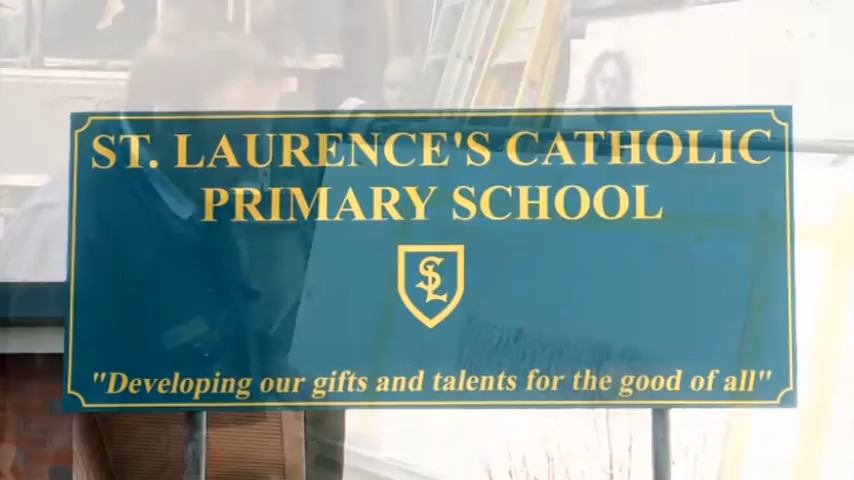 ST. LAURENCE'S CATHOLIC
PRIMARY SCHOOL
SL
"Developing our gifts and talents for the good of all"